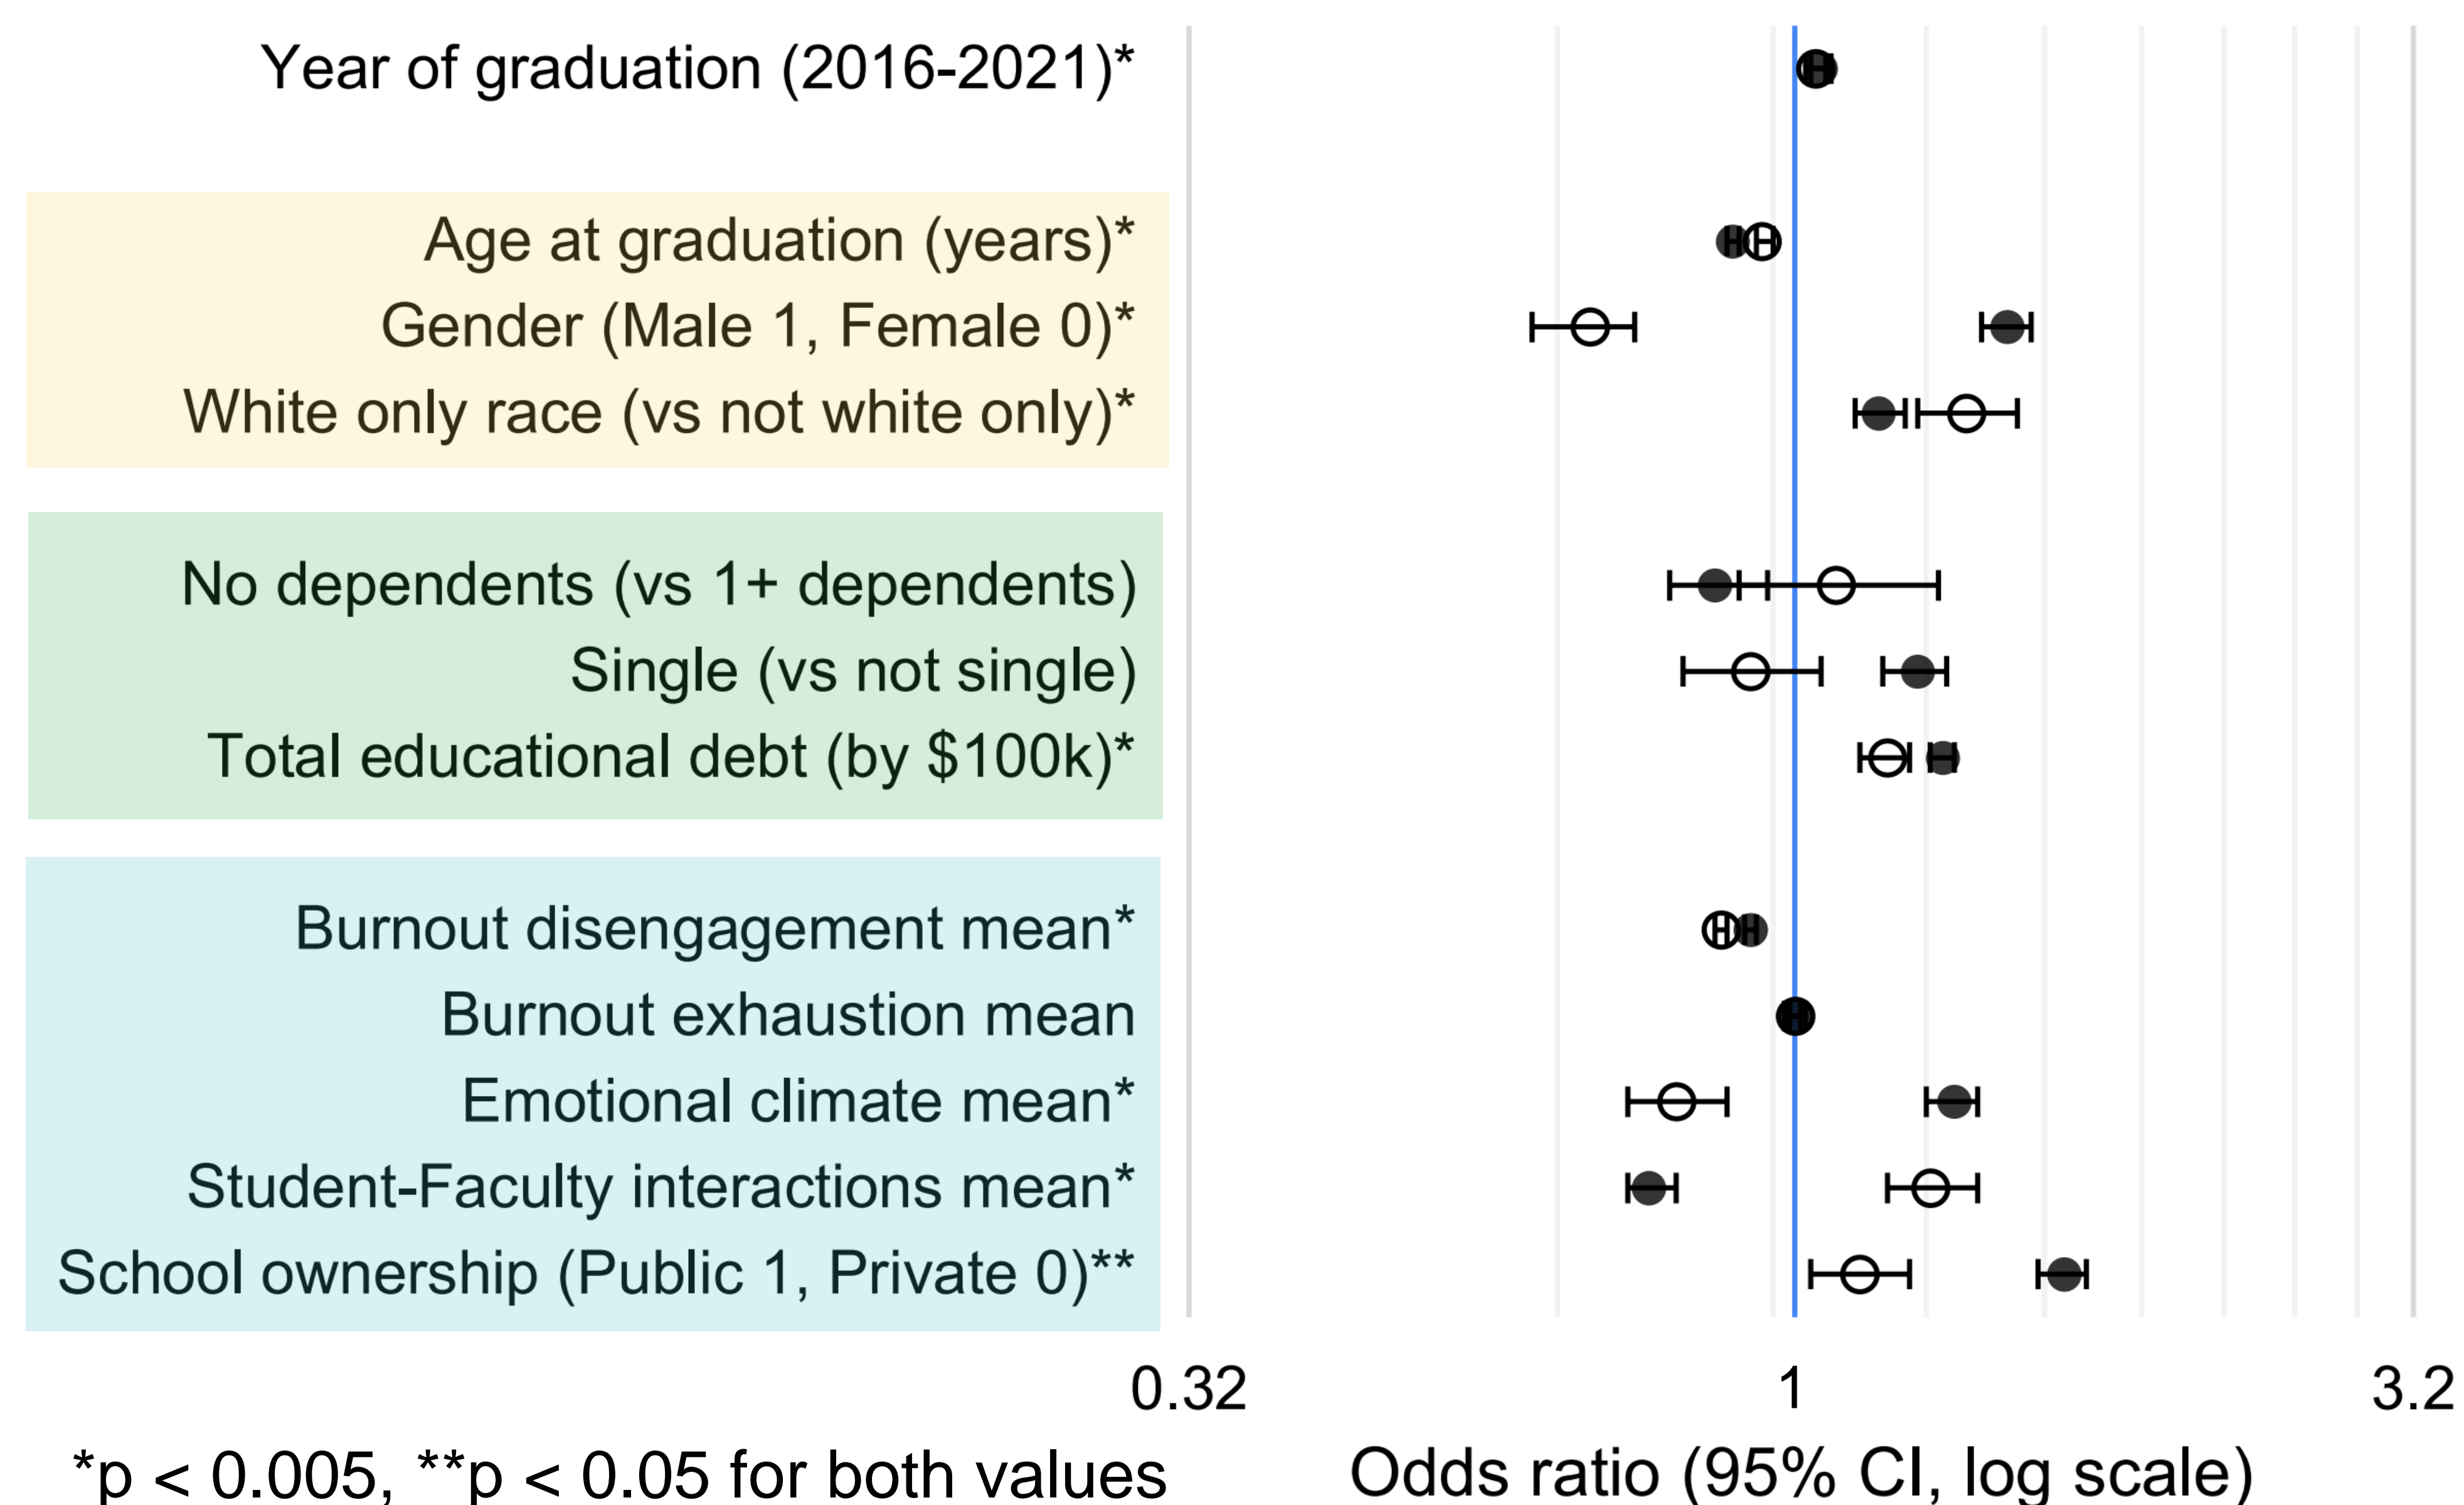 Year of graduation (2016-2021)*
Age at graduation (years)*
Gender (Male 1, Female 0)*
White only race (vs not white only)*
No dependents (vs 1+ dependents)
Single (vs not single)
Total educational debt (by $100k)*
Burnout disengagement mean*
Burnout exhaustion mean
Emotional climate mean*
Student-Faculty interactions mean*
School ownership (Public 1, Private 0)**
0.32 1 3.2
*p < 0.005, **p < 0.05 for both values
Odds ratio (95% CI, log scale)